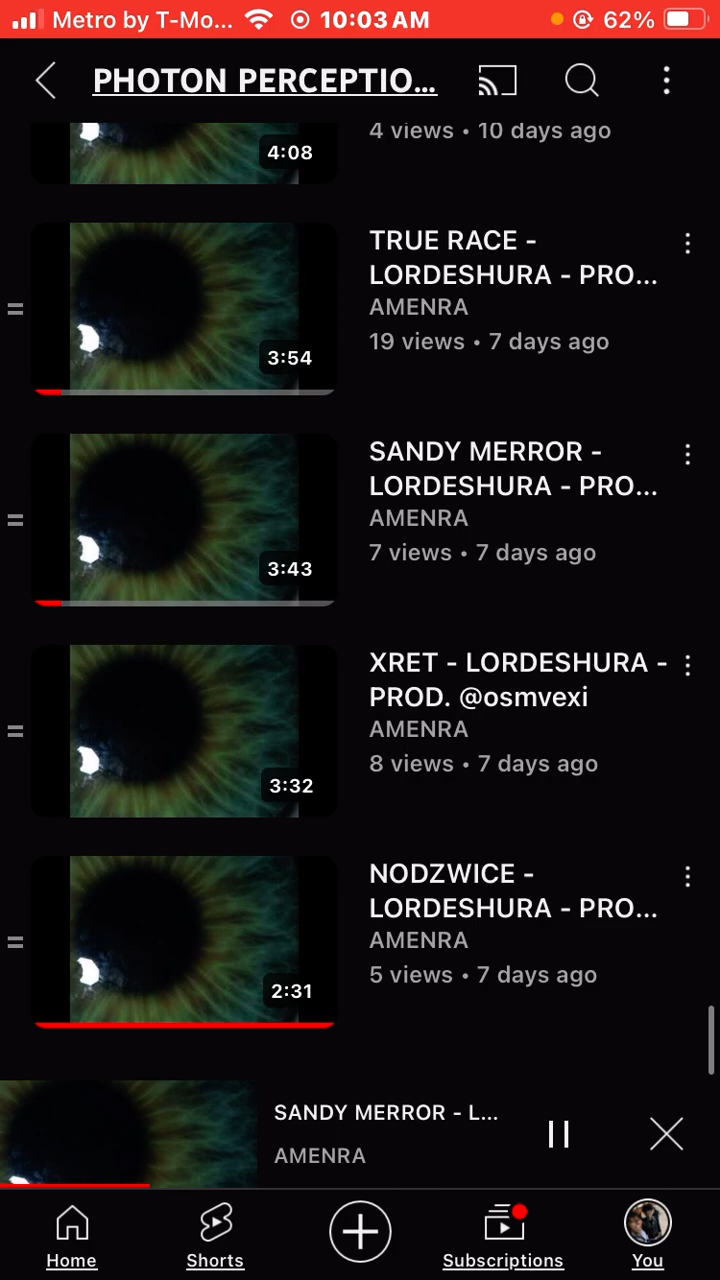 Metro by T-Mo... 10:03 AM 62%
PHOTON PERCEPTIO...
4:08
4 views • 10 days ago
TRUE RACE -
LORDESHURA - PRO...
AMENRA
19 views • 7 days ago
3:54
SANDY MERROR -
LORDESHURA - PRO...
AMENRA
7 views • 7 days ago
3:43
XRET - LORDESHURA -
PROD. @osmvexi
AMENRA
8 views • 7 days ago
3:32
NODZWICE -
LORDESHURA - PRO...
AMENRA
5 views • 7 days ago
2:31
SANDY MERROR - L...
AMENRA
Home Shorts Subscriptions You